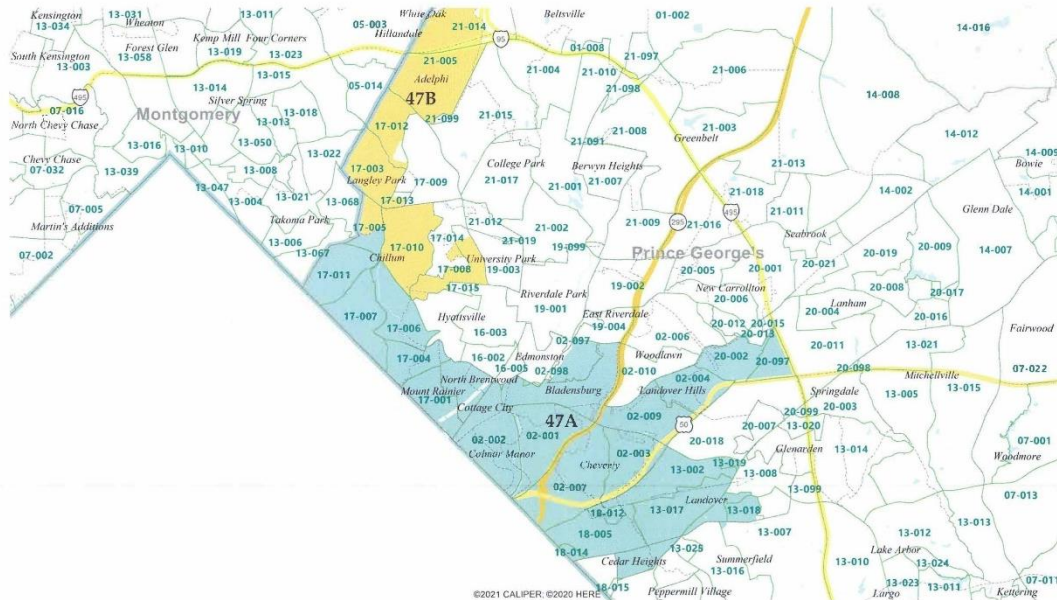 Kensington
13-034
13-031
Wheaton
13-011
05-003
White Oak
Hillandale
21-014
95
Beltsville
01-002
14-016
South Kensington
13-003
Forest Glen
13-058
Kemp Mill
13-019
Four Corners
13-023
21-005
Adelphi
01-008
21-097
21-004
21-010
21-006
21-098
13-015
05-014
13-014
495
07-016
Silver Spring
Montgomery
47B
14-008
North Chevy Chase
13-018
13-013
17-012
21-099
21-015
21-008
21-003
Greenbelt
14-012
13-016
13-010
13-050
13-022
21-091
Chevy Chase
07-032
13-039
13-008
17-003
Langley Park
17-009
College Park
21-017
Berwyn Heights
21-001
21-007
21-013
14-009
Bowie
13-047
13-004
13-021
13-068
17-013
21-018
14-002
14-001
07-005
Martin's Additions
Takoma Park
17-005
21-012
21-002
21-009
295
21-016
495
21-011
Glenn Dale
13-006
13-067
17-010
17-014
21-019
19-099
Seabrook
07-002
Chillum
University Park
Prince George's
20-019
20-009
14-007
17-011
17-008
19-003
20-005
20-001
20-021
17-015
19-002
New Carrollton
20-006
20-008
20-017
Riverdale Park
19-001
Lanham
20-004
17-007
17-006
Hyattsville
East Riverdale
19-004
20-012
20-015
20-013
20-016
Fairwood
16-003
02-097
02-006
20-011
13-021
17-004
16-002
16-005
Edmonston
02-098
Woodlawn
02-010
20-002
20-097
20-098
07-022
North Brentwood
Mount Rainier
17-001
Bladensburg
02-004
Landover Hills
Springdale
Mitchellville
13-015
13-005
Cottage City
47A
02-009
50
20-099
20-003
20-007
13-020
02-002
02-001
Colmar Manor
20-018
07-001
Woodmore
02-003
Cheverly
Glenarden
13-014
13-002
13-019
13-008
02-007
Landover
13-099
07-013
18-012
13-017
13-018
13-013
18-005
13-007
13-012
18-014
13-025
Lake Arbor
Cedar Heights
Summerfield
13-016
13-010
13-024
18-015
Peppermill Village
13-023
13-011
07-011
Largo
Kettering
©2021 CALIPER; ©2020 HERE